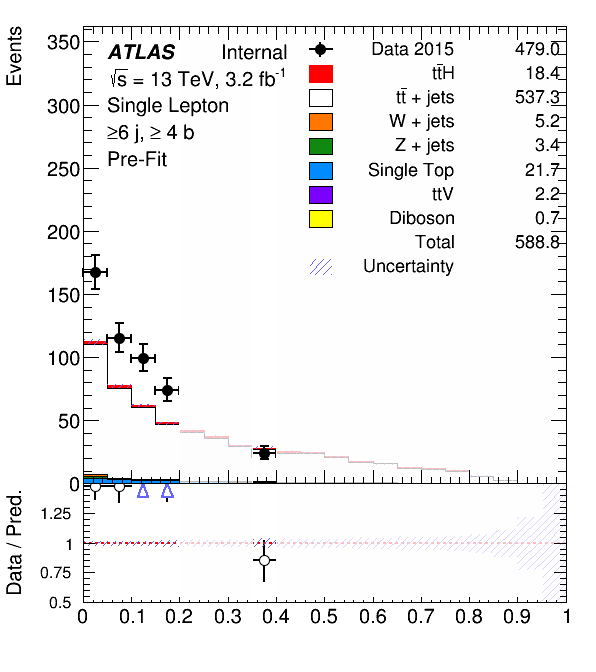 Events
350
300
250
200
150
100
50
0
ATLAS Internal
√s = 13 TeV, 3.2 fb⁻¹
Single Lepton
≥6 j, ≥ 4 b
Pre-Fit
Data 2015 479.0
tt̄H 18.4
tt̄ + jets 537.3
W + jets 5.2
Z + jets 3.4
Single Top 21.7
ttV 2.2
Diboson 0.7
Total 588.8
Uncertainty
Data / Pred.
1.25
1
0.75
0.5
0 0.1 0.2 0.3 0.4 0.5 0.6 0.7 0.8 0.9 1